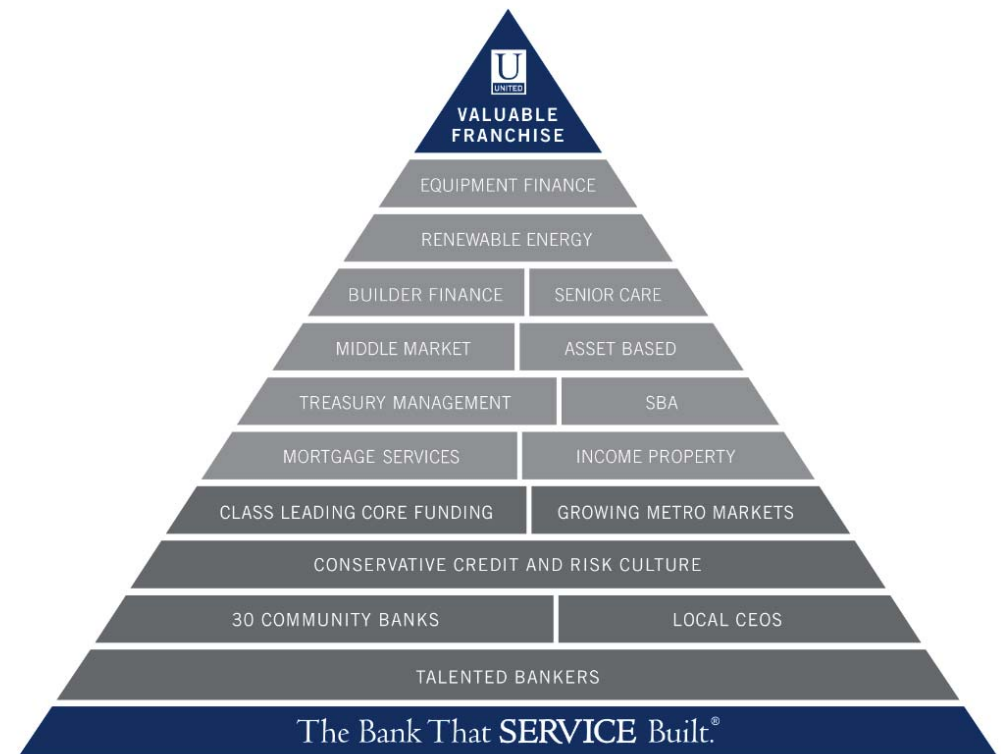 U
UNITED
VALUABLE
FRANCHISE
EQUIPMENT FINANCE
RENEWABLE ENERGY
BUILDER FINANCE
SENIOR CARE
MIDDLE MARKET
ASSET BASED
TREASURY MANAGEMENT
SBA
MORTGAGE SERVICES
INCOME PROPERTY
CLASS LEADING CORE FUNDING
GROWING METRO MARKETS
CONSERVATIVE CREDIT AND RISK CULTURE
30 COMMUNITY BANKS
LOCAL CEOS
TALENTED BANKERS
The Bank That SERVICE Built.®